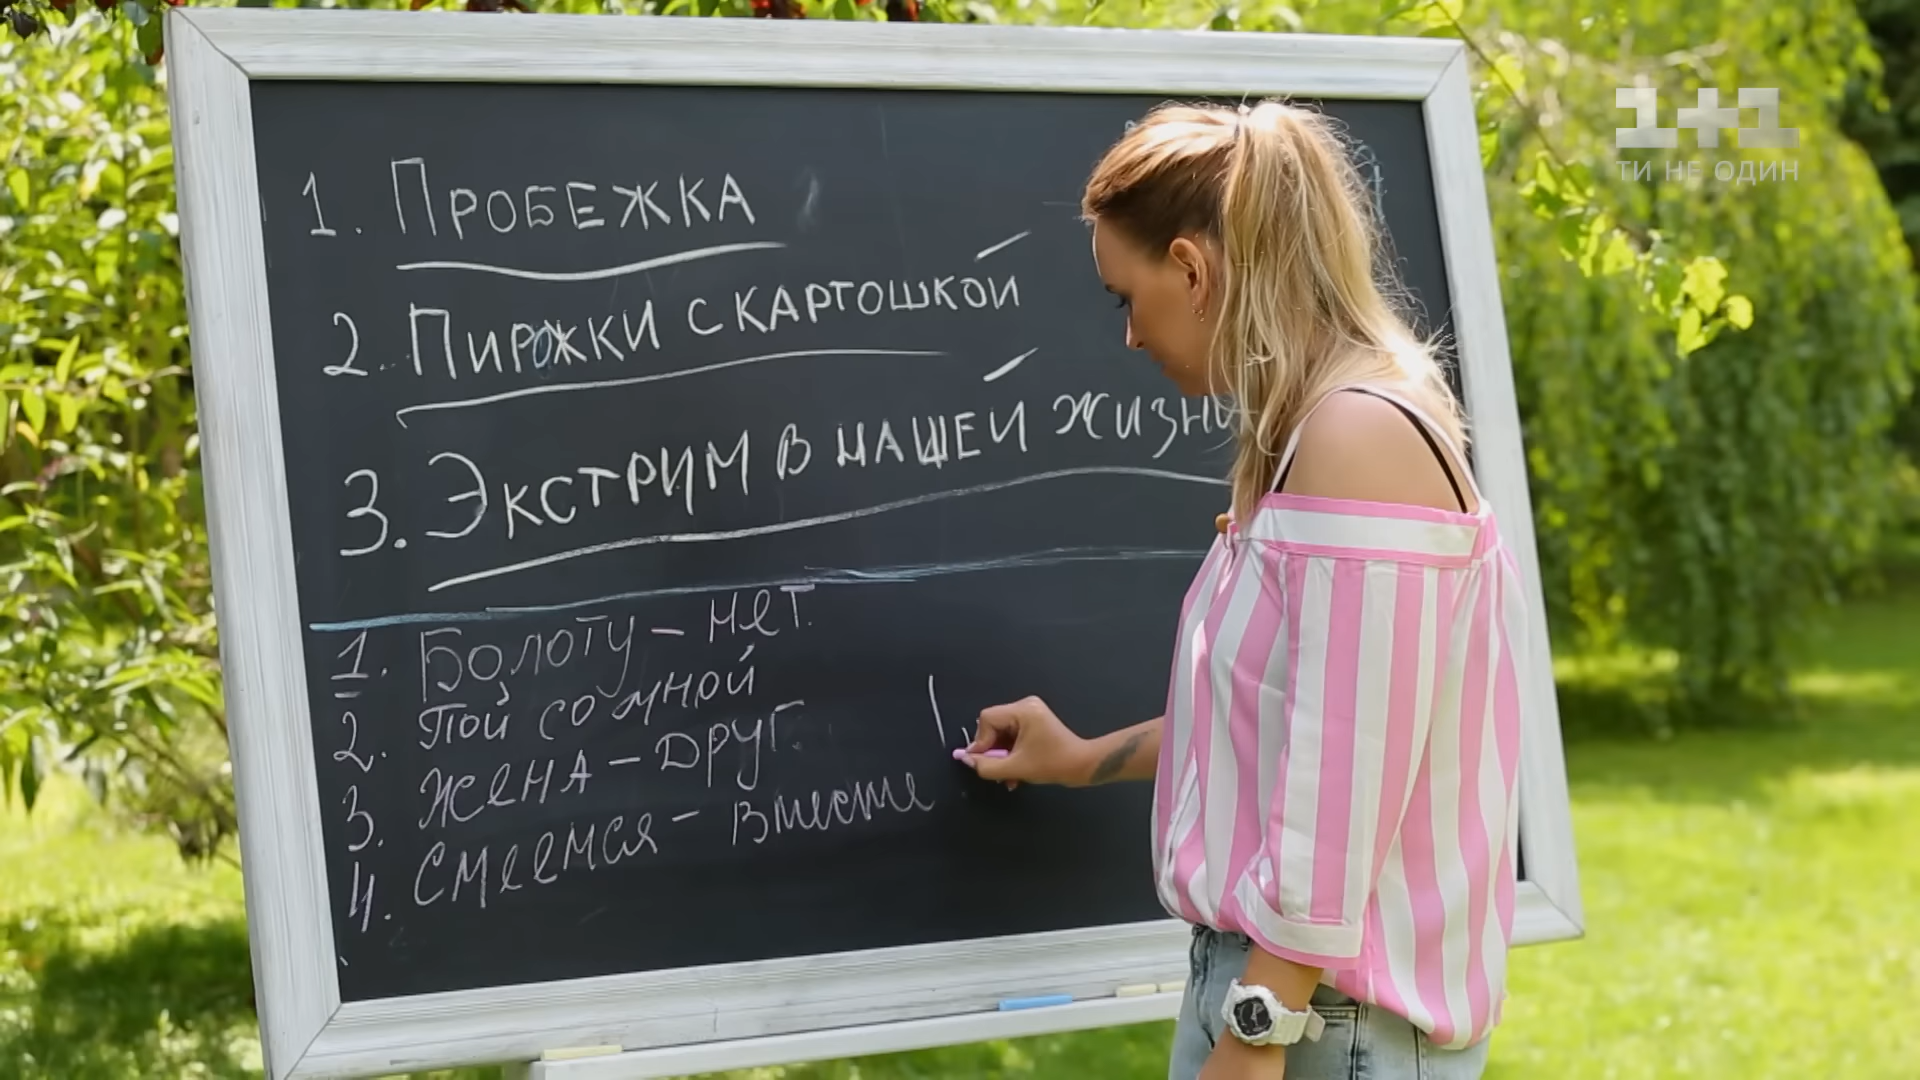 1+1
ТИ НЕ ОДИН
1. ПРОБЕЖКА
2. ПИРОЖКИ С КАРТОШКОЙ
3. ЭКСТРИМ В НАШЕЙ ЖИЗНИ
1. Болоту - нет.
2. Пой со мной
3. Жена - друг.
4. Смеемся - вместе